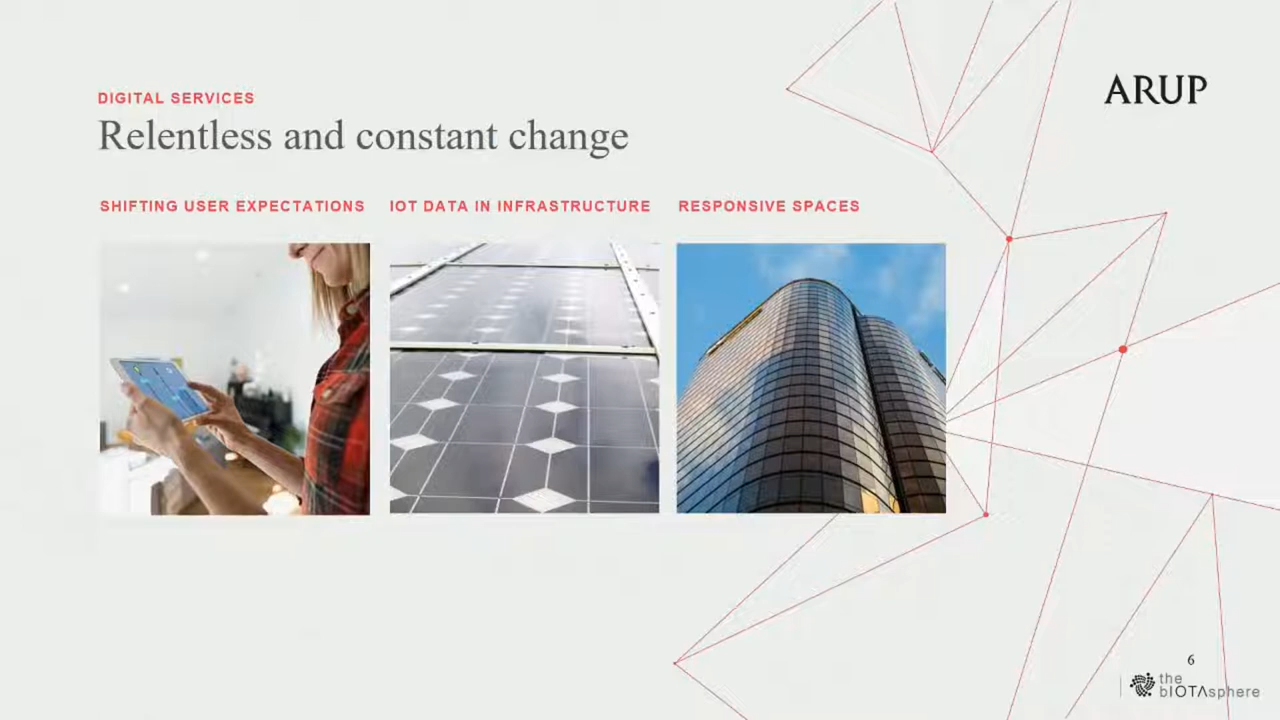 ARUP
DIGITAL SERVICES
Relentless and constant change
SHIFTING USER EXPECTATIONS
IOT DATA IN INFRASTRUCTURE
RESPONSIVE SPACES
6
the
bIOTAsphere